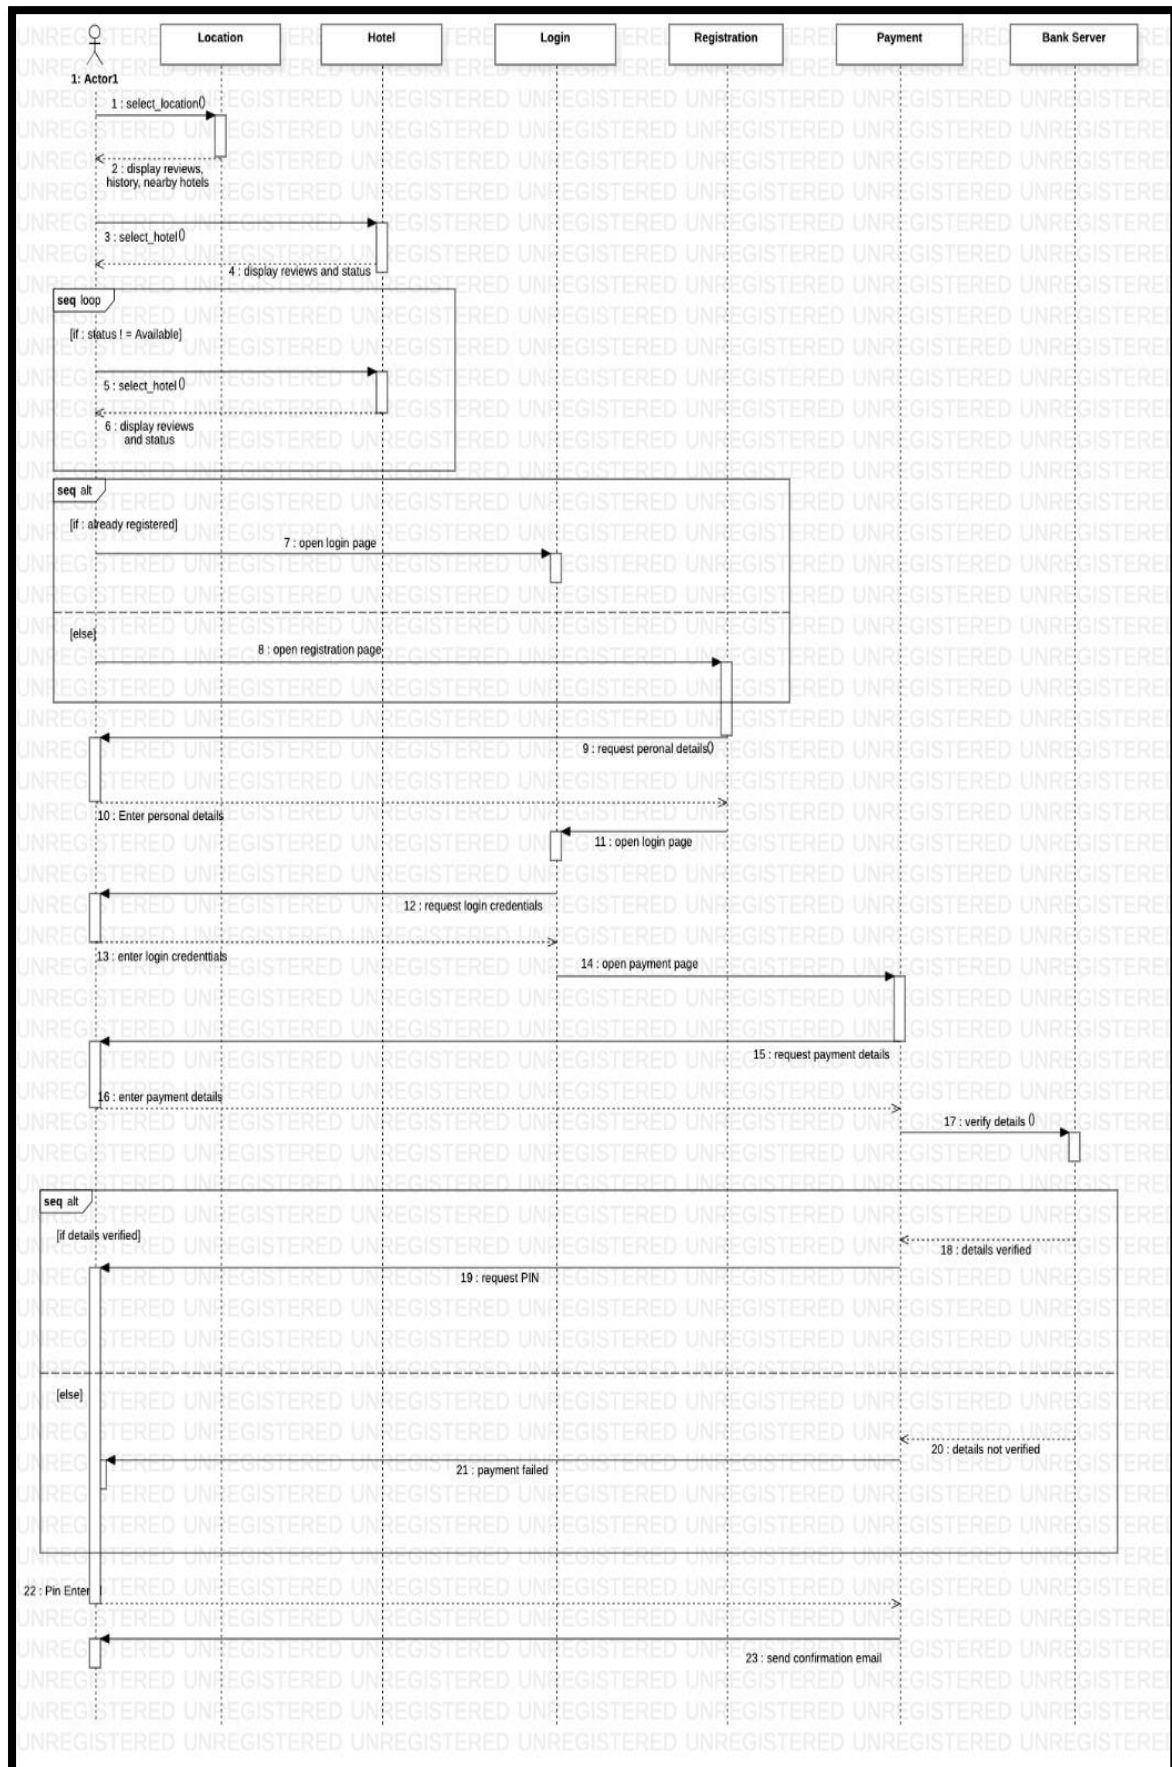 Location
Hotel
Login
Registration
Payment
Bank Server
1: Actor1
1 : select_location()
2 : display reviews,
history, nearby hotels
3 : select_hotel()
4 : display reviews and status
seq loop
[if : status ! = Available]
5 : select_hotel()
6 : display reviews
and status
seq alt
[if : already registered]
7 : open login page
[else]
8 : open registration page
9 : request peronal details()
10 : Enter personal details
11 : open login page
12 : request login credentials
13 : enter login credenttials
14 : open payment page
15 : request payment details
16 : enter payment details
17 : verify details ()
seq alt
[if details verified]
18 : details verified
19 : request PIN
[else]
20 : details not verified
21 : payment failed
22 : Pin Enter
23 : send confirmation email
UNREGISTERED